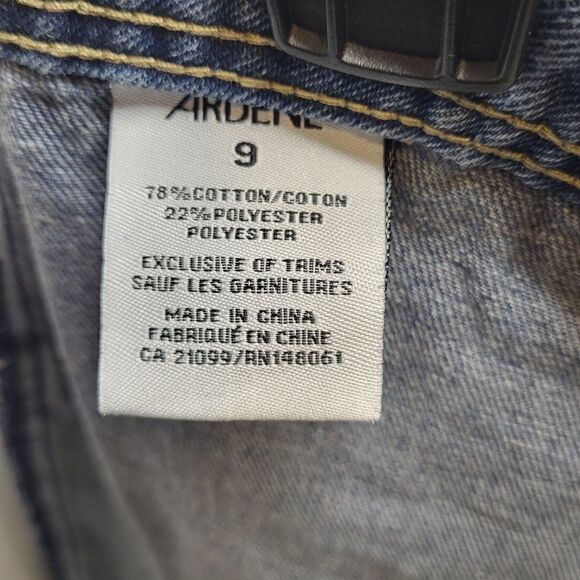 ARDENE
9
78%COTTON/COTON
22%POLYESTER
POLYESTER
EXCLUSIVE OF TRIMS
SAUF LES GARNITURES
MADE IN CHINA
FABRIQUÉ EN CHINE
CA 21099/RN148061